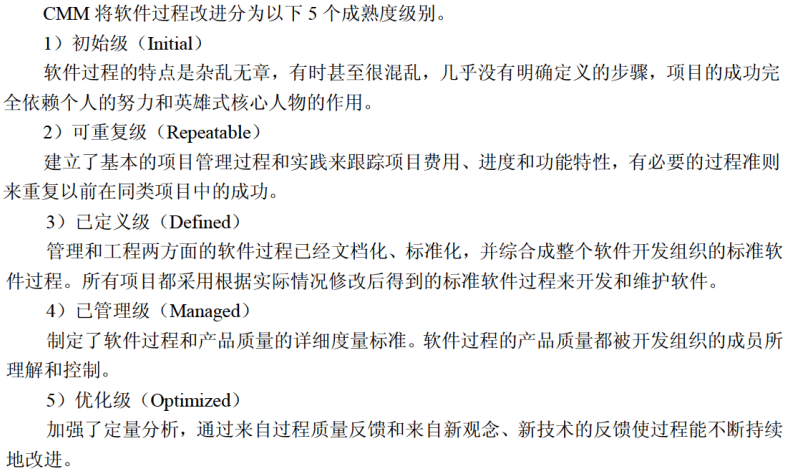 CMM 将软件过程改进分为以下 5 个成熟度级别。
1）初始级（Initial）
软件过程的特点是杂乱无章，有时甚至很混乱，几乎没有明确定义的步骤，项目的成功完
全依赖个人的努力和英雄式核心人物的作用。
2）可重复级（Repeatable）
建立了基本的项目管理过程和实践来跟踪项目费用、进度和功能特性，有必要的过程准则
来重复以前在同类项目中的成功。
3）已定义级（Defined）
管理和工程两方面的软件过程已经文档化、标准化，并综合成整个软件开发组织的标准软
件过程。所有项目都采用根据实际情况修改后得到的标准软件过程来开发和维护软件。
4）已管理级（Managed）
制定了软件过程和产品质量的详细度量标准。软件过程的产品质量都被开发组织的成员所
理解和控制。
5）优化级（Optimized）
加强了定量分析，通过来自过程质量反馈和来自新观念、新技术的反馈使过程能不断持续
地改进。